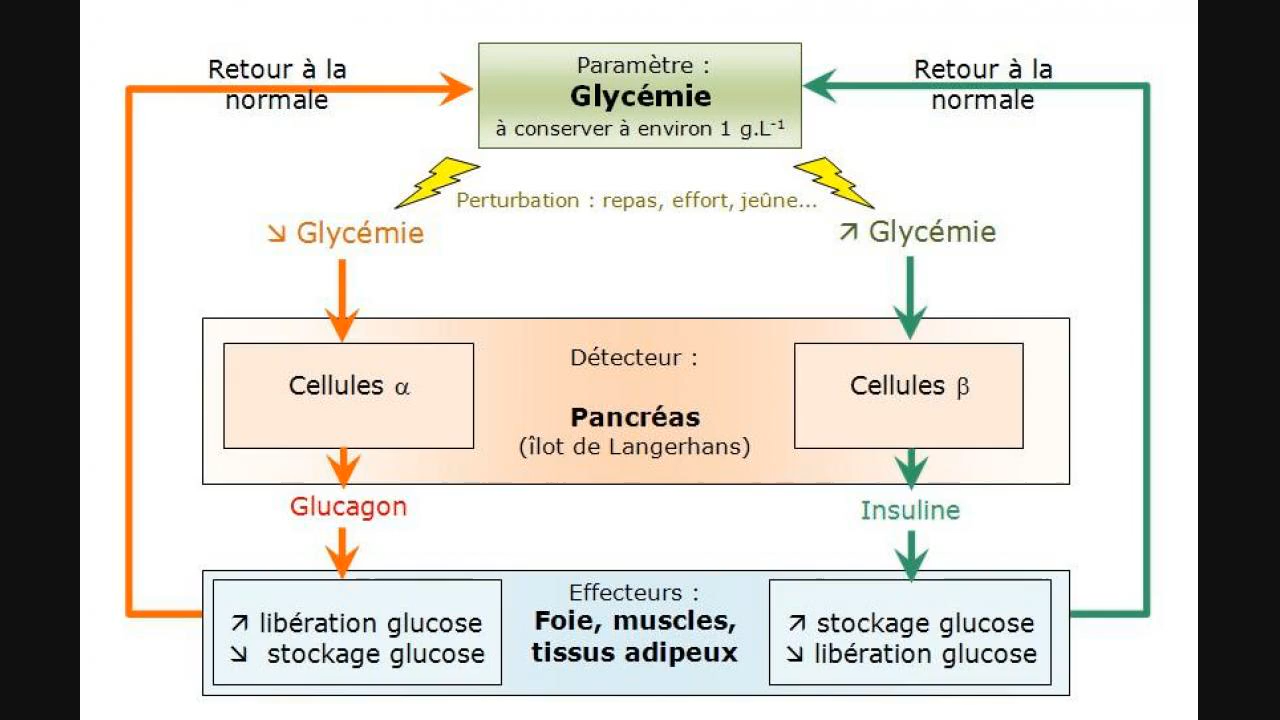 Retour à la
normale
Paramètre :
Glycémie
à conserver à environ 1 g.L⁻¹
Retour à la
normale
Perturbation : repas, effort, jeûne...
↘ Glycémie
↗ Glycémie
Détecteur :
Cellules α
Cellules β
Pancréas
(îlot de Langerhans)
Glucagon
Insuline
Effecteurs :
Foie, muscles,
tissus adipeux
↗ libération glucose
↘ stockage glucose
↗ stockage glucose
↘ libération glucose